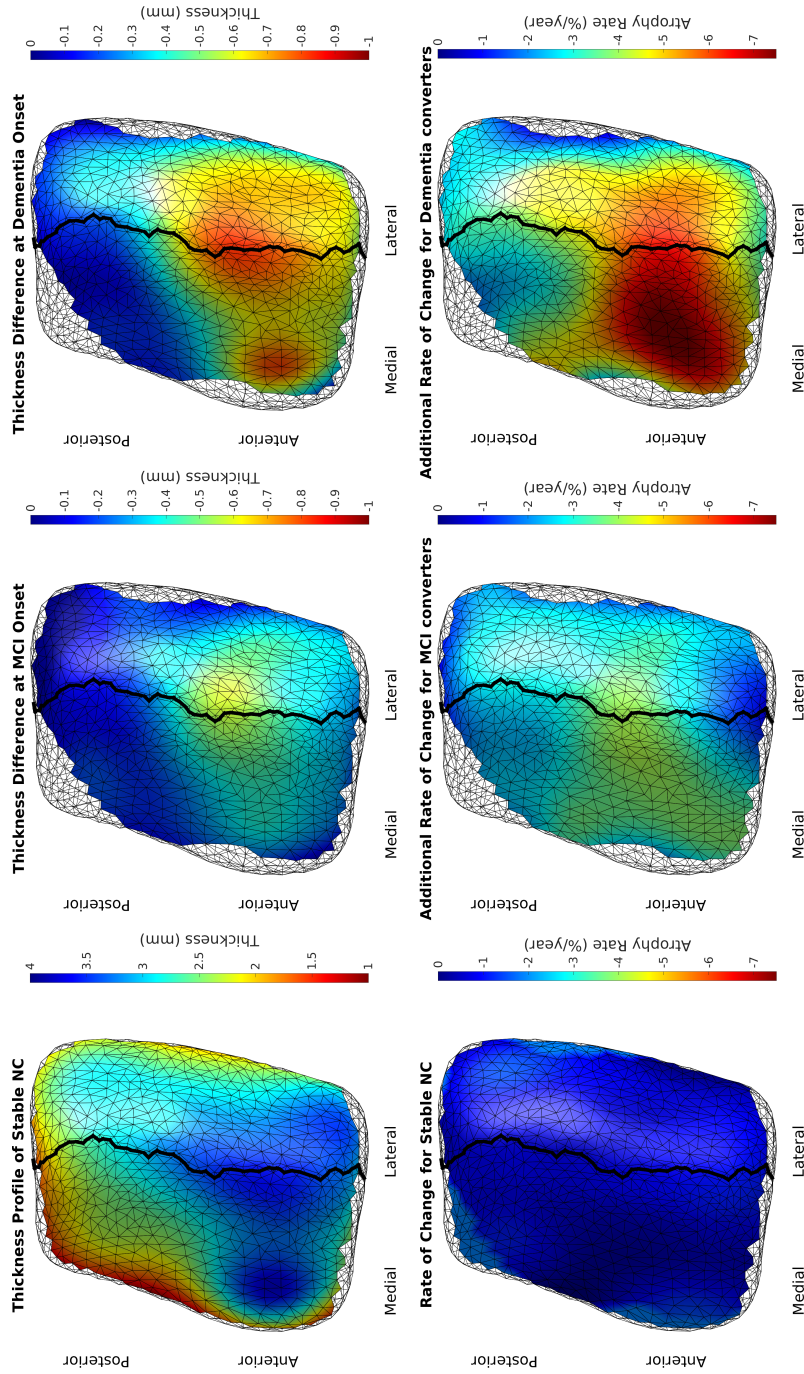 Thickness Profile of Stable NC
Posterior
Anterior
Medial
Lateral
4
3.5
3
2.5
2
1.5
1
Thickness (mm)
Thickness Difference at MCI Onset
Posterior
Anterior
Medial
Lateral
0
-0.1
-0.2
-0.3
-0.4
-0.5
-0.6
-0.7
-0.8
-0.9
-1
Thickness (mm)
Thickness Difference at Dementia Onset
Posterior
Anterior
Medial
Lateral
0
-0.1
-0.2
-0.3
-0.4
-0.5
-0.6
-0.7
-0.8
-0.9
-1
Thickness (mm)
Rate of Change for Stable NC
Posterior
Anterior
Medial
Lateral
0
-1
-2
-3
-4
-5
-6
-7
Atrophy Rate (%/year)
Additional Rate of Change for MCI converters
Posterior
Anterior
Medial
Lateral
0
-1
-2
-3
-4
-5
-6
-7
Atrophy Rate (%/year)
Additional Rate of Change for Dementia converters
Posterior
Anterior
Medial
Lateral
0
-1
-2
-3
-4
-5
-6
-7
Atrophy Rate (%/year)